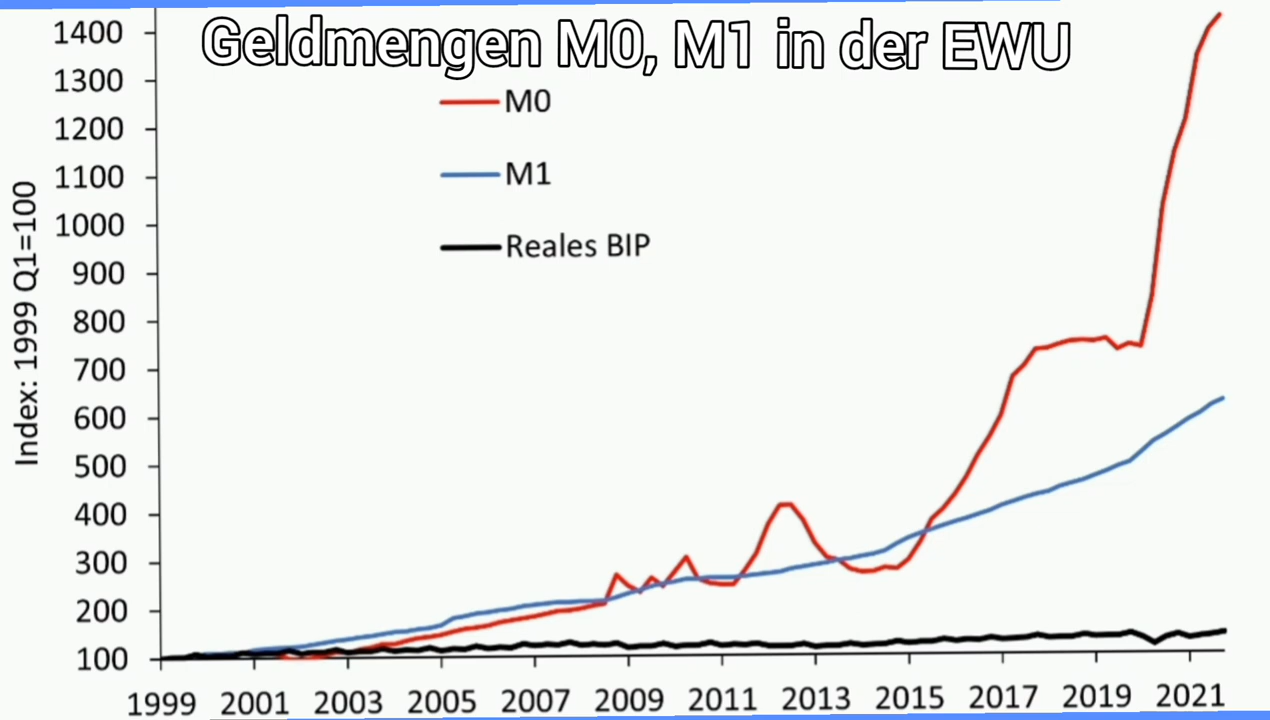 Geldmengen M0, M1 in der EWU
M0
M1
Reales BIP
Index: 1999 Q1=100
1400
1300
1200
1100
1000
900
800
700
600
500
400
300
200
100
1999 2001 2003 2005 2007 2009 2011 2013 2015 2017 2019 2021